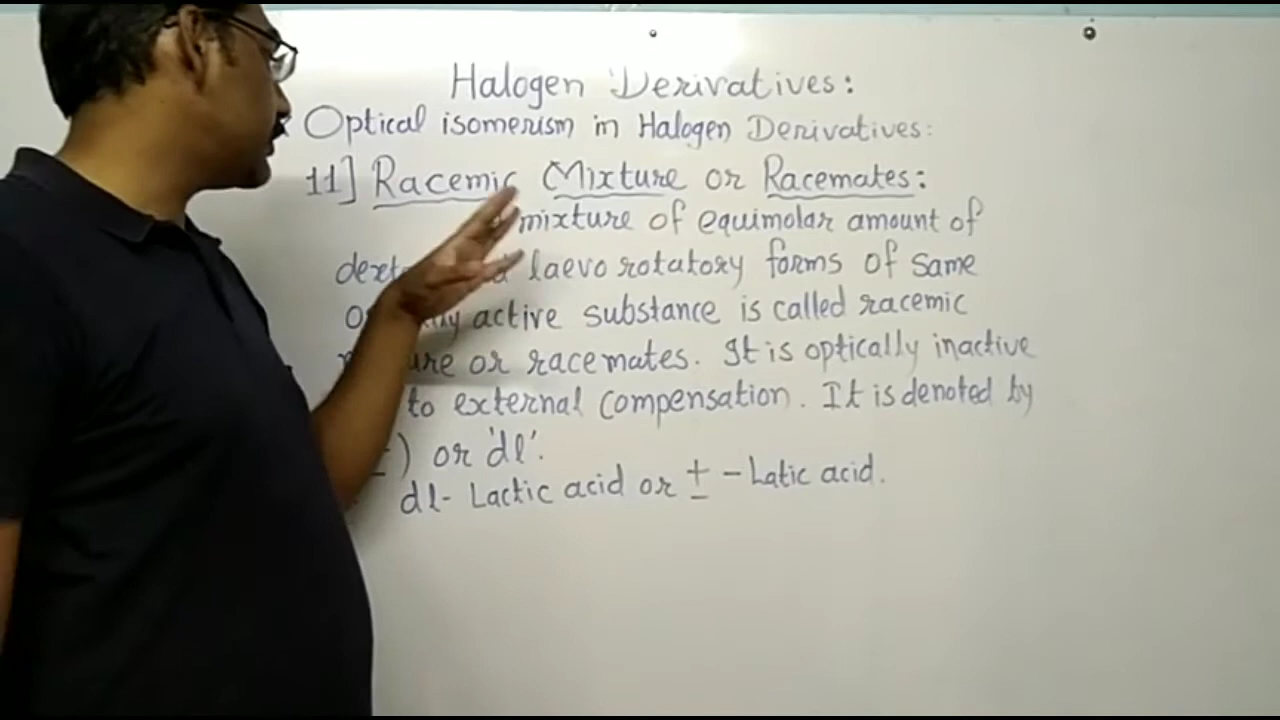 Halogen Derivatives:
Optical isomerism in Halogen Derivatives:
11] Racemic Mixture or Racemates:
mixture of equimolar amount of
laevo rotatory forms of same
active substance is called racemic
or racemates. It is optically inactive
to external compensation. It is denoted by
) or 'dl'.
dl- Lactic acid or ± - Latic acid.